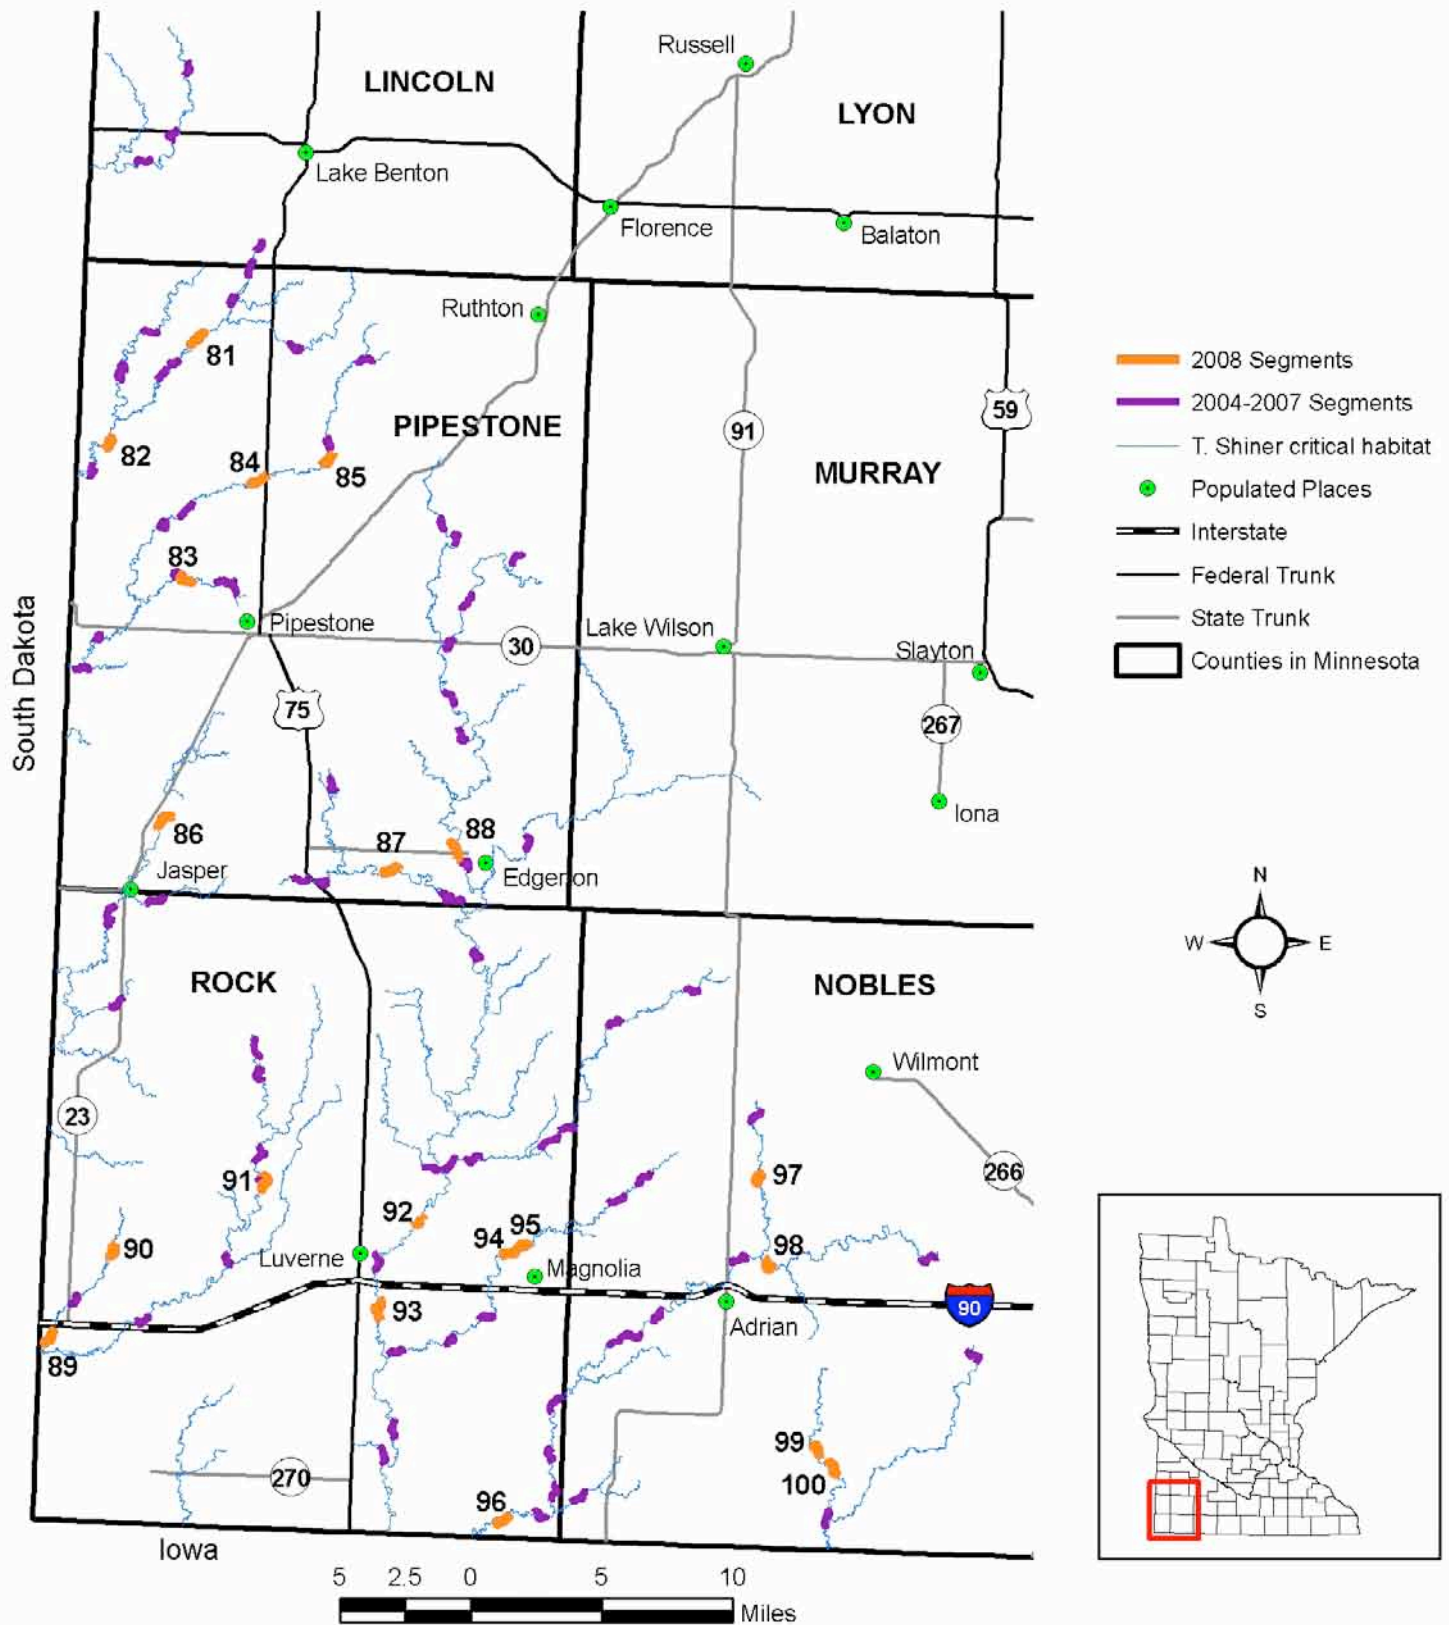 Russell
LINCOLN
LYON
Lake Benton
Florence
Balaton
Ruthton
81
2008 Segments
2004-2007 Segments
T. Shiner critical habitat
Populated Places
Interstate
Federal Trunk
State Trunk
Counties in Minnesota
59
PIPESTONE
91
82
84
85
MURRAY
83
South Dakota
Pipestone
30
Lake Wilson
Slayton
75
267
Iona
86
87
88
Jasper
Edgerton
N
W
E
S
ROCK
NOBLES
Wilmont
23
266
91
97
92
94
95
90
98
Luverne
Magnolia
90
93
Adrian
89
99
100
270
96
Iowa
5
2.5
0
5
10
Miles